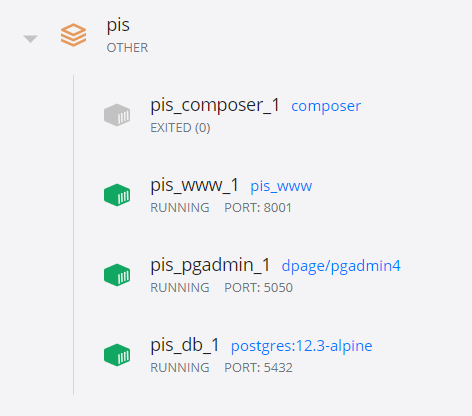 pis
OTHER
pis_composer_1 composer
EXITED (0)
pis_www_1 pis_www
RUNNING PORT: 8001
pis_pgadmin_1 dpage/pgadmin4
RUNNING PORT: 5050
pis_db_1 postgres:12.3-alpine
RUNNING PORT: 5432